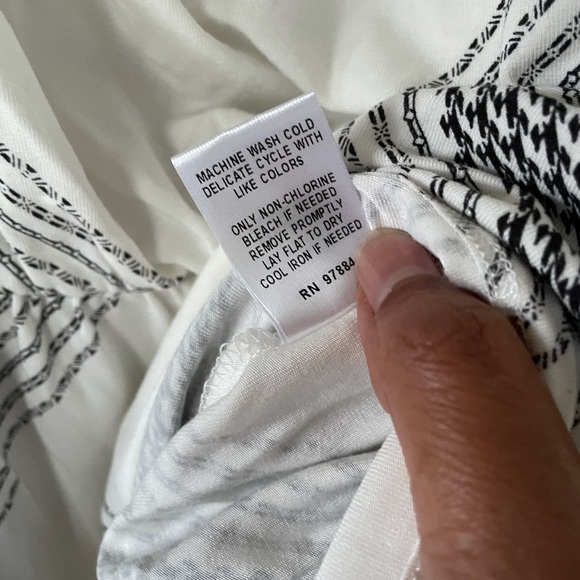 MACHINE WASH COLD
DELICATE CYCLE WITH
LIKE COLORS
ONLY NON-CHLORINE
BLEACH IF NEEDED
REMOVE PROMPTLY
LAY FLAT TO DRY
COOL IRON IF NEEDED
RN 97884